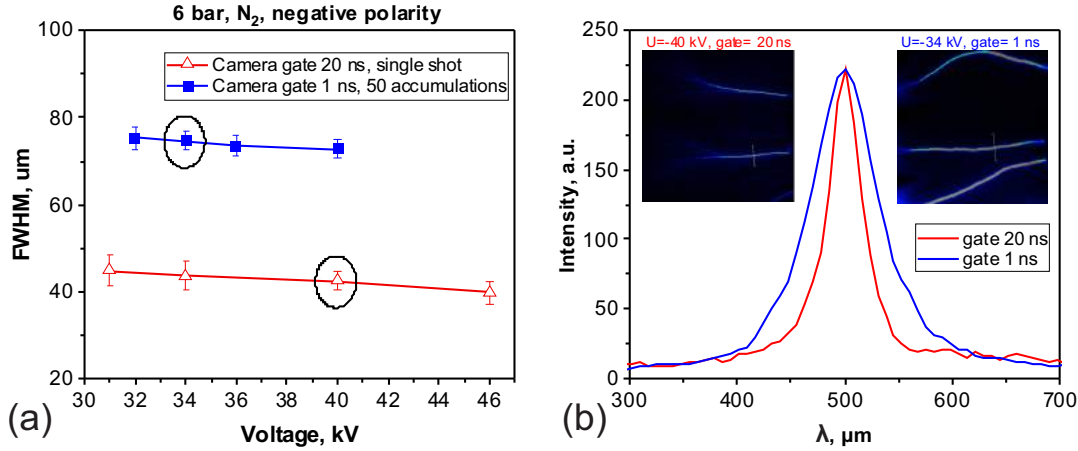 6 bar, N₂, negative polarity
100
80
60
40
20
FWHM, um
Camera gate 20 ns, single shot
Camera gate 1 ns, 50 accumulations
30 32 34 36 38 40 42 44 46
Voltage, kV
(a)
250
200
150
100
50
0
Intensity, a.u.
U=-40 kV, gate= 20 ns
U=-34 kV, gate= 1 ns
gate 20 ns
gate 1 ns
300 400 500 600 700
λ, µm
(b)